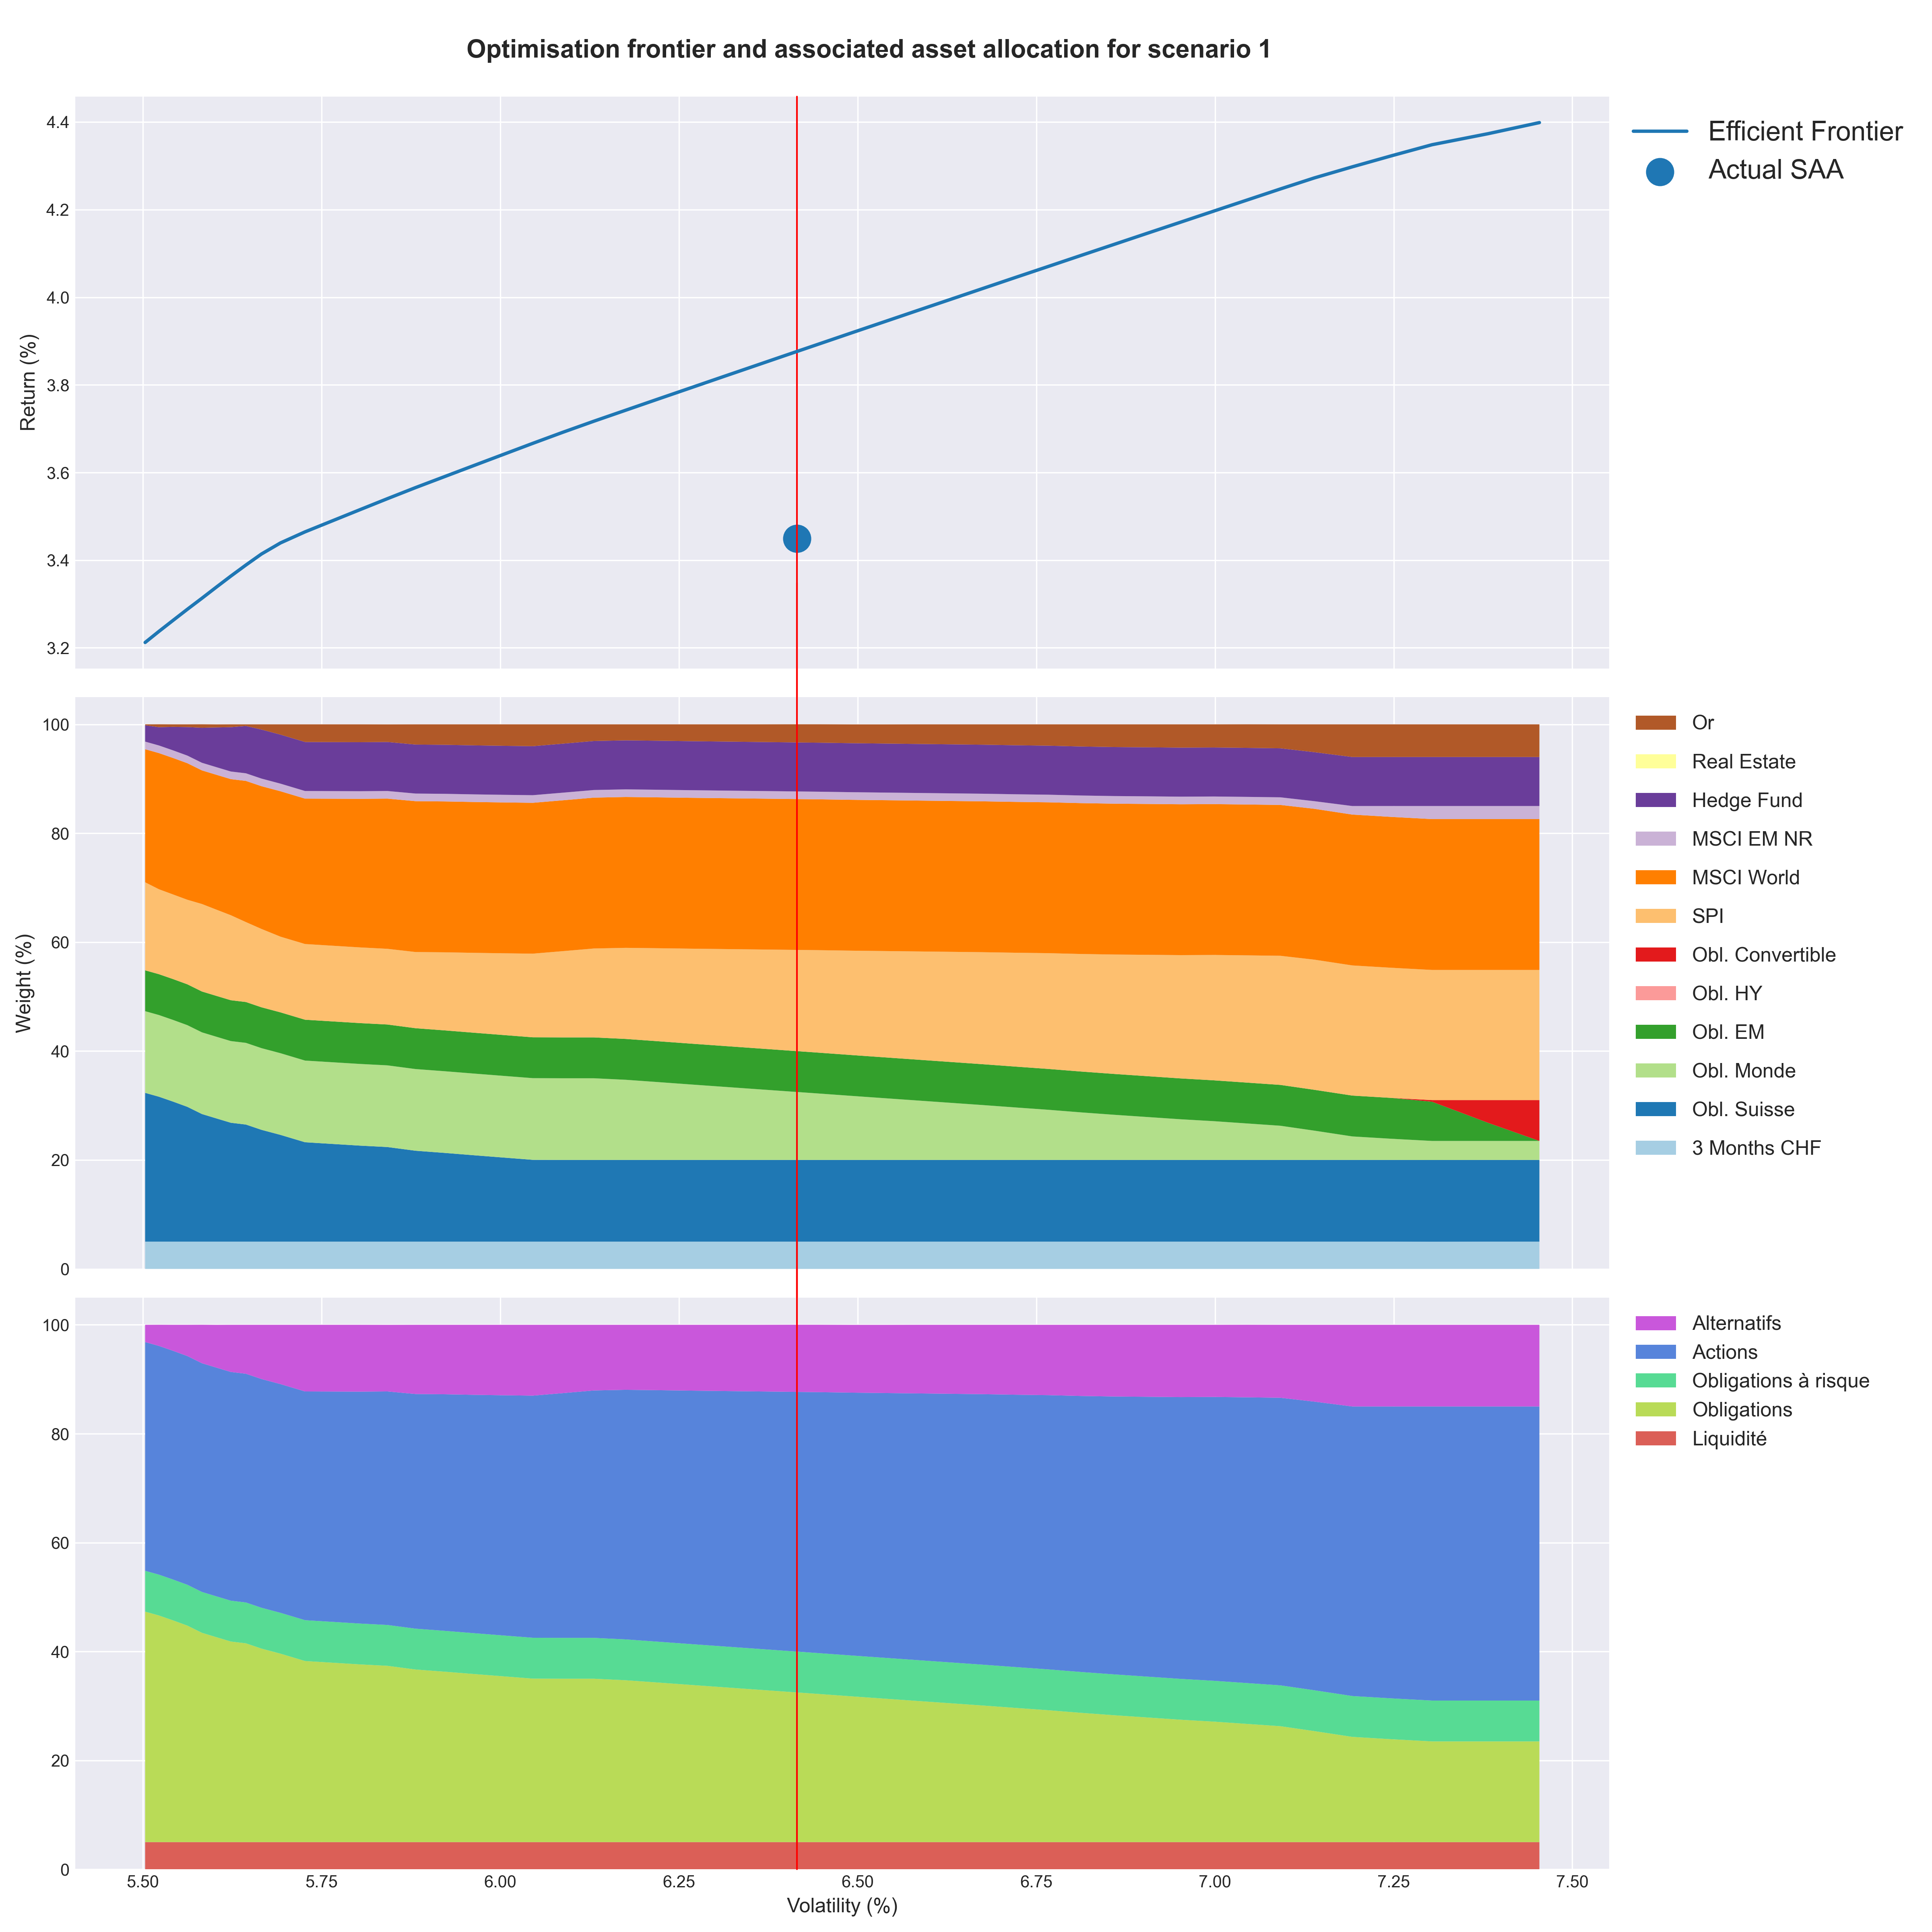 Optimisation frontier and associated asset allocation for scenario 1
4.4
4.2
4.0
3.8
3.6
3.4
3.2
Return (%)
Efficient Frontier
Actual SAA
100
80
60
40
20
0
Weight (%)
Or
Real Estate
Hedge Fund
MSCI EM NR
MSCI World
SPI
Obl. Convertible
Obl. HY
Obl. EM
Obl. Monde
Obl. Suisse
3 Months CHF
100
80
60
40
20
0
Alternatifs
Actions
Obligations à risque
Obligations
Liquidité
5.50 5.75 6.00 6.25 6.50 6.75 7.00 7.25 7.50
Volatility (%)